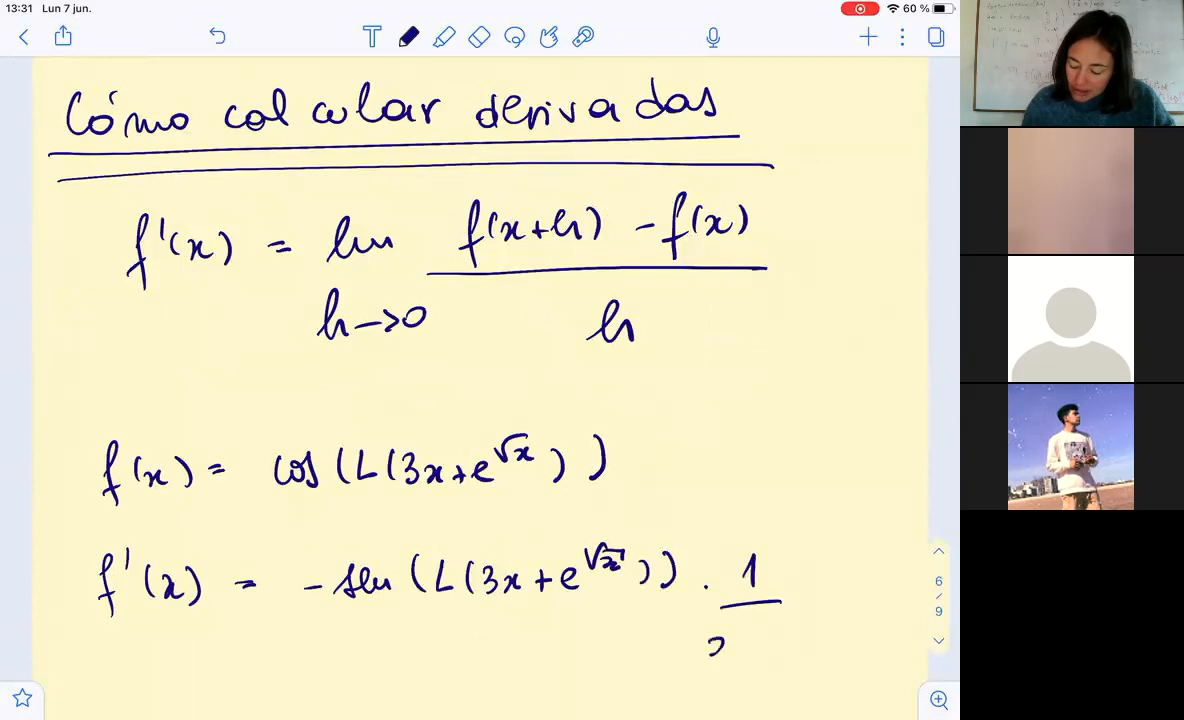 13:31 Lun 7 jun.
60 %
Cómo calcular derivadas
f'(x) = lim f(x+h) - f(x)
h->0 h
f(x) = cos(L(3x+e^√x))
f'(x) = -sen(L(3x+e^√x)). 1
6
/
9